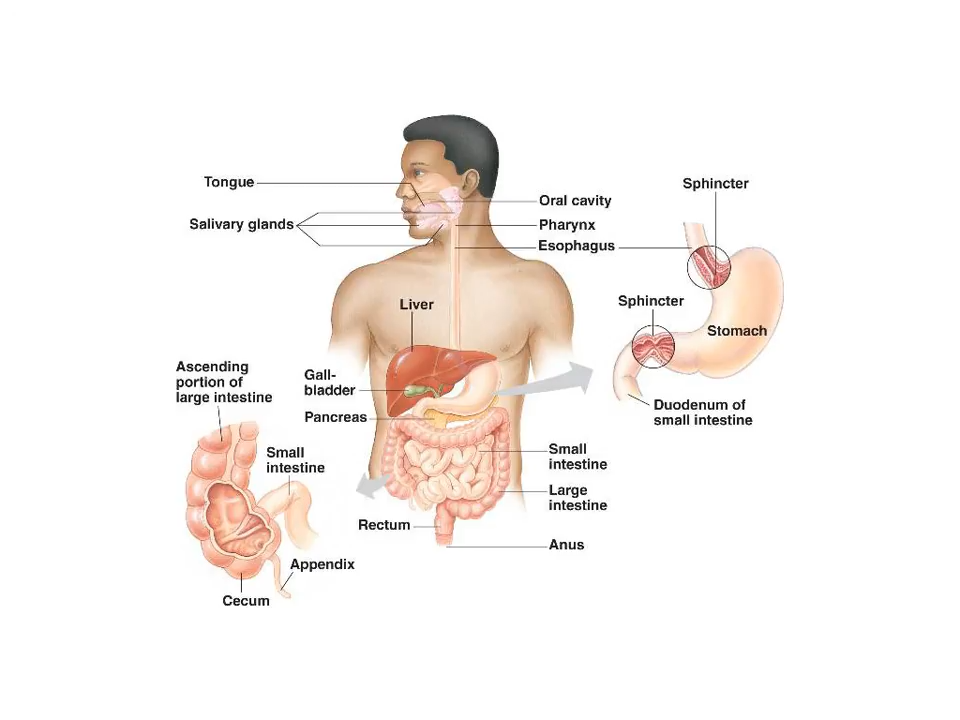 Tongue
Salivary glands
Oral cavity
Pharynx
Esophagus
Sphincter
Sphincter
Stomach
Duodenum of
small intestine
Liver
Gall-
bladder
Pancreas
Ascending
portion of
large intestine
Small
intestine
Appendix
Cecum
Small
intestine
Large
intestine
Rectum
Anus